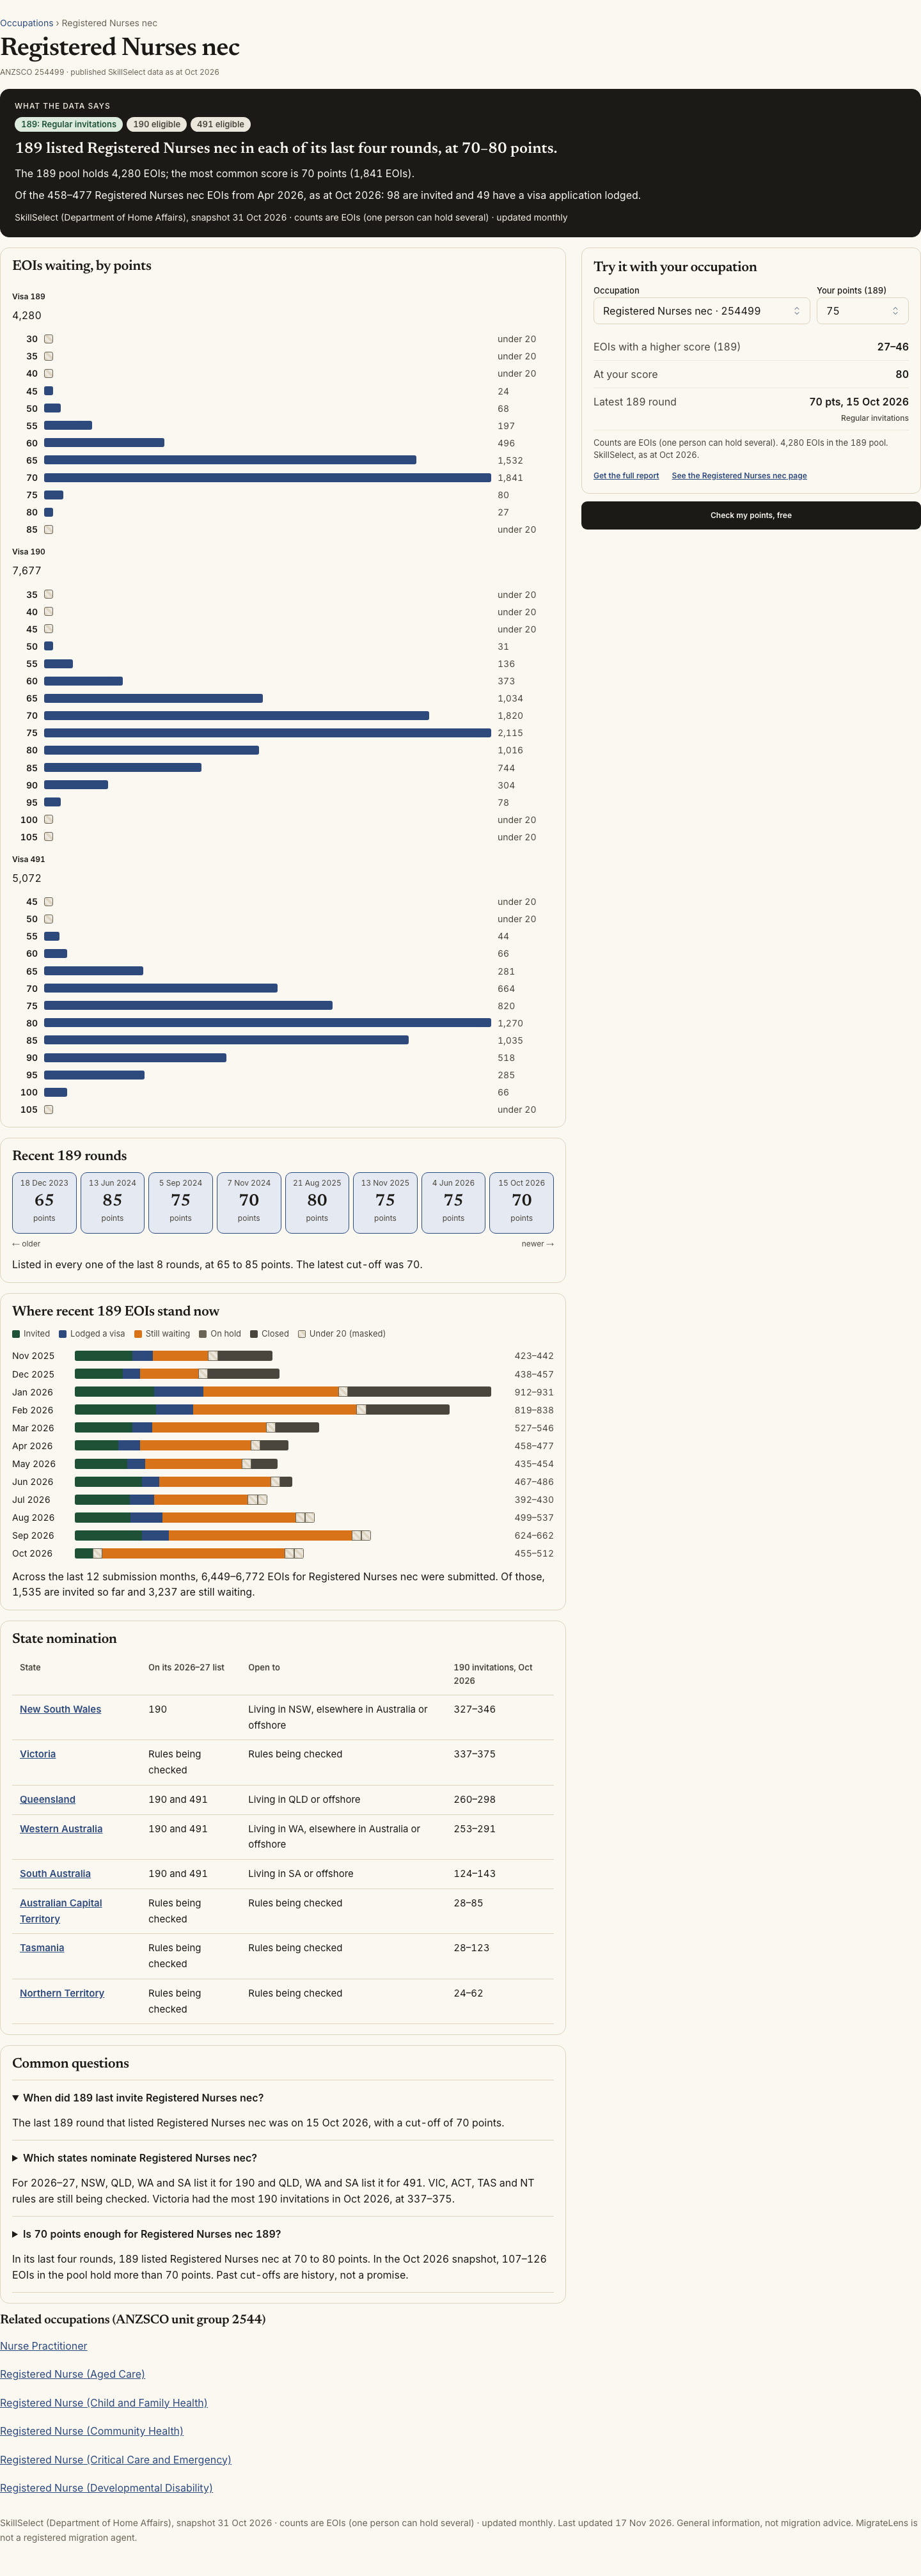 Occupations › Registered Nurses nec
Registered Nurses nec
ANZSCO 254499 · published SkillSelect data as at Oct 2026
WHAT THE DATA SAYS
189: Regular invitations 190 eligible 491 eligible
189 listed Registered Nurses nec in each of its last four rounds, at 70–80 points.
The 189 pool holds 4,280 EOIs; the most common score is 70 points (1,841 EOIs).
Of the 458–477 Registered Nurses nec EOIs from Apr 2026, as at Oct 2026: 98 are invited and 49 have a visa application lodged.
SkillSelect (Department of Home Affairs), snapshot 31 Oct 2026 · counts are EOIs (one person can hold several) · updated monthly
EOIs waiting, by points
Visa 189
4,280
30 under 20
35 under 20
40 under 20
45 24
50 68
55 197
60 496
65 1,532
70 1,841
75 80
80 27
85 under 20
Visa 190
7,677
35 under 20
40 under 20
45 under 20
50 31
55 136
60 373
65 1,034
70 1,820
75 2,115
80 1,016
85 744
90 304
95 78
100 under 20
105 under 20
Visa 491
5,072
45 under 20
50 under 20
55 44
60 66
65 281
70 664
75 820
80 1,270
85 1,035
90 518
95 285
100 66
105 under 20
Try it with your occupation
Occupation Your points (189)
Registered Nurses nec · 254499 75
EOIs with a higher score (189) 27–46
At your score 80
Latest 189 round 70 pts, 15 Oct 2026
Regular invitations
Counts are EOIs (one person can hold several). 4,280 EOIs in the 189 pool.
SkillSelect, as at Oct 2026.
Get the full report See the Registered Nurses nec page
Check my points, free
Recent 189 rounds
18 Dec 2023 13 Jun 2024 5 Sep 2024 7 Nov 2024 21 Aug 2025 13 Nov 2025 4 Jun 2026 15 Oct 2026
65 85 75 70 80 75 75 70
points points points points points points points points
← older newer →
Listed in every one of the last 8 rounds, at 65 to 85 points. The latest cut-off was 70.
Where recent 189 EOIs stand now
Invited Lodged a visa Still waiting On hold Closed Under 20 (masked)
Nov 2025 423–442
Dec 2025 438–457
Jan 2026 912–931
Feb 2026 819–838
Mar 2026 527–546
Apr 2026 458–477
May 2026 435–454
Jun 2026 467–486
Jul 2026 392–430
Aug 2026 499–537
Sep 2026 624–662
Oct 2026 455–512
Across the last 12 submission months, 6,449–6,772 EOIs for Registered Nurses nec were submitted. Of those,
1,535 are invited so far and 3,237 are still waiting.
State nomination
State On its 2026–27 list Open to 190 invitations, Oct
2026
New South Wales 190 Living in NSW, elsewhere in Australia or 327–346
offshore
Victoria Rules being Rules being checked 337–375
checked
Queensland 190 and 491 Living in QLD or offshore 260–298
Western Australia 190 and 491 Living in WA, elsewhere in Australia or 253–291
offshore
South Australia 190 and 491 Living in SA or offshore 124–143
Australian Capital Rules being Rules being checked 28–85
Territory checked
Tasmania Rules being Rules being checked 28–123
checked
Northern Territory Rules being Rules being checked 24–62
checked
Common questions
▼ When did 189 last invite Registered Nurses nec?
The last 189 round that listed Registered Nurses nec was on 15 Oct 2026, with a cut-off of 70 points.
▶ Which states nominate Registered Nurses nec?
For 2026–27, NSW, QLD, WA and SA list it for 190 and QLD, WA and SA list it for 491. VIC, ACT, TAS and NT
rules are still being checked. Victoria had the most 190 invitations in Oct 2026, at 337–375.
▶ Is 70 points enough for Registered Nurses nec 189?
In its last four rounds, 189 listed Registered Nurses nec at 70 to 80 points. In the Oct 2026 snapshot, 107–126
EOIs in the pool hold more than 70 points. Past cut-offs are history, not a promise.
Related occupations (ANZSCO unit group 2544)
Nurse Practitioner
Registered Nurse (Aged Care)
Registered Nurse (Child and Family Health)
Registered Nurse (Community Health)
Registered Nurse (Critical Care and Emergency)
Registered Nurse (Developmental Disability)
SkillSelect (Department of Home Affairs), snapshot 31 Oct 2026 · counts are EOIs (one person can hold several) · updated monthly. Last updated 17 Nov 2026. General information, not migration advice. MigrateLens is
not a registered migration agent.